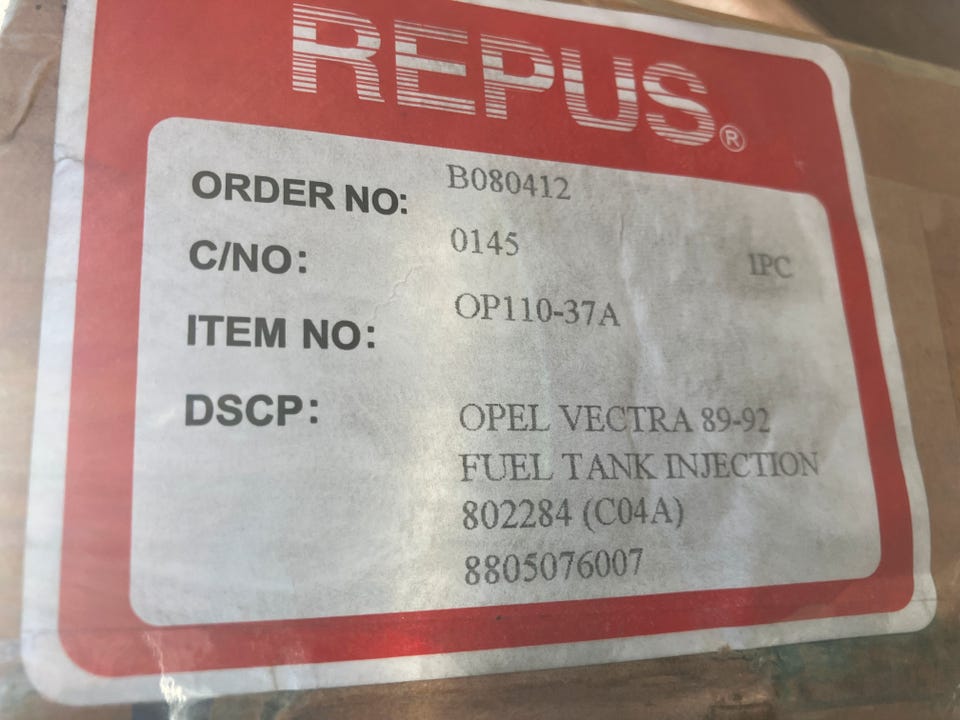 REPUS®
ORDER NO: B080412
C/NO: 0145 1PC
ITEM NO: OP110-37A
DSCP: OPEL VECTRA 89-92
FUEL TANK INJECTION
802284 (C04A)
8805076007